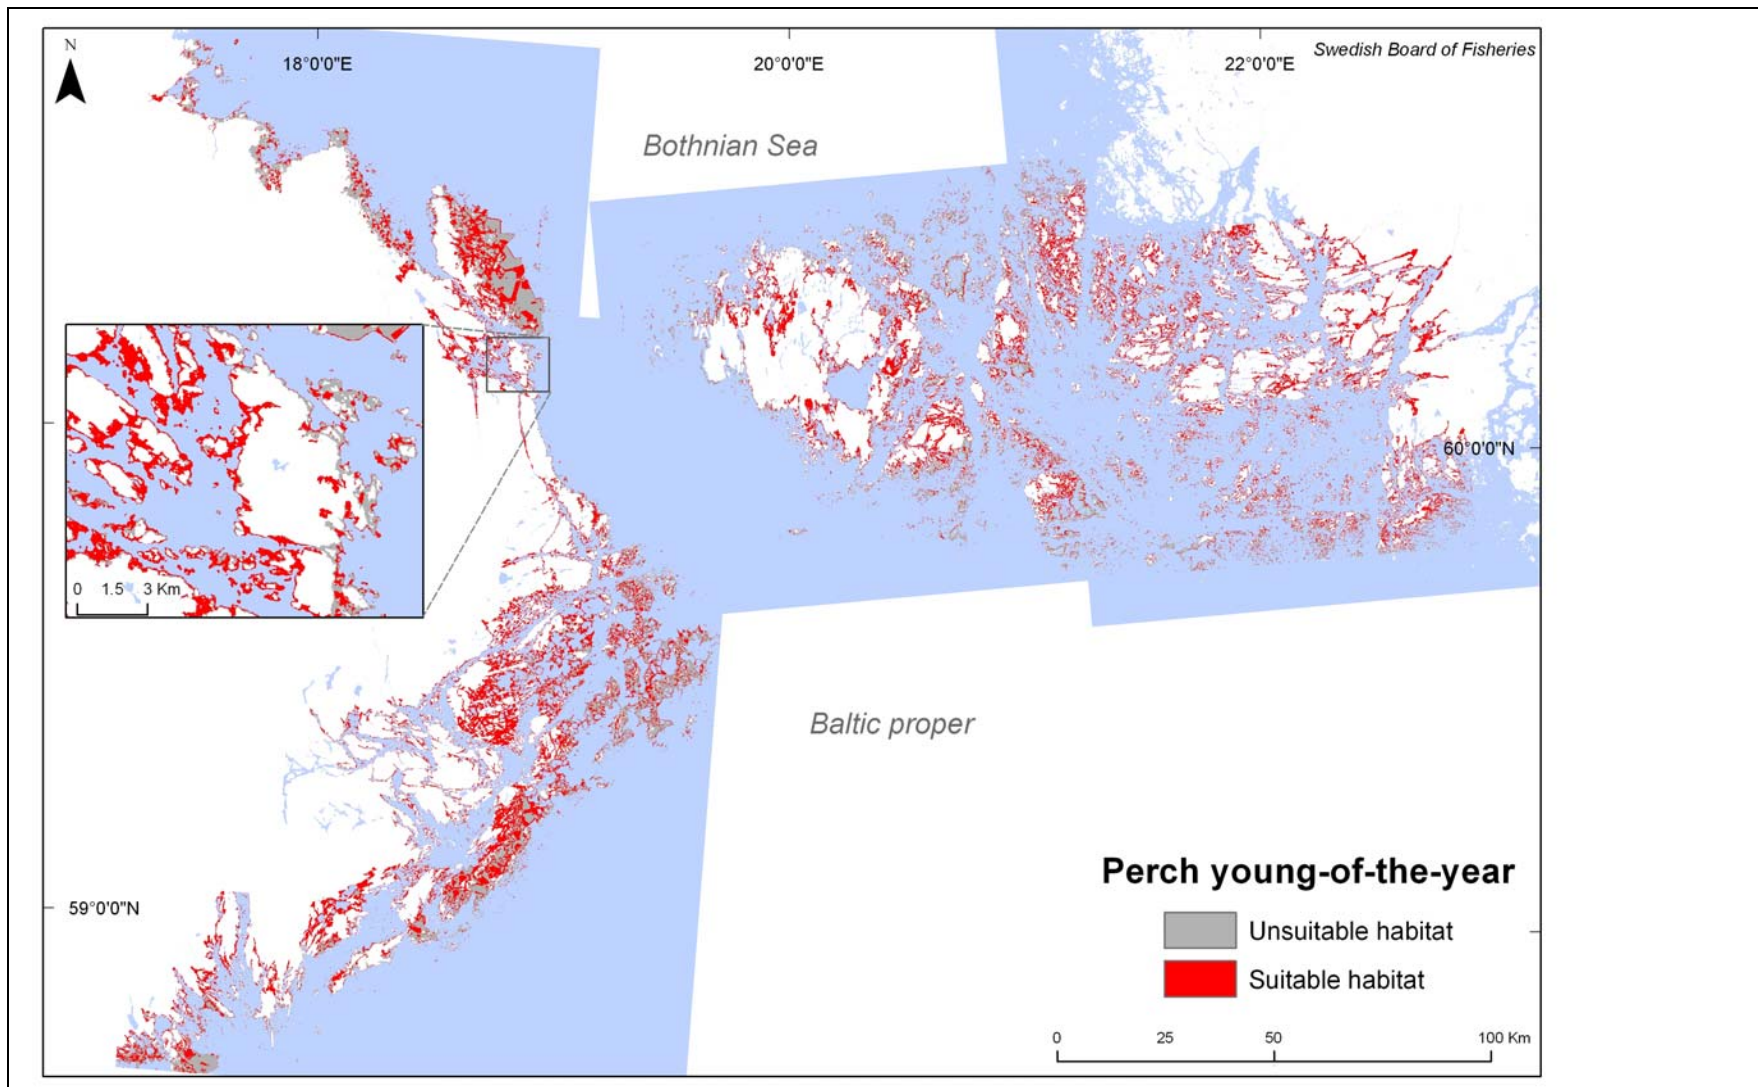 N
18°0'0"E
20°0'0"E
22°0'0"E
Swedish Board of Fisheries
Bothnian Sea
60°0'0"N
0 1.5 3 Km
Baltic proper
59°0'0"N
Perch young-of-the-year
Unsuitable habitat
Suitable habitat
0 25 50 100 Km